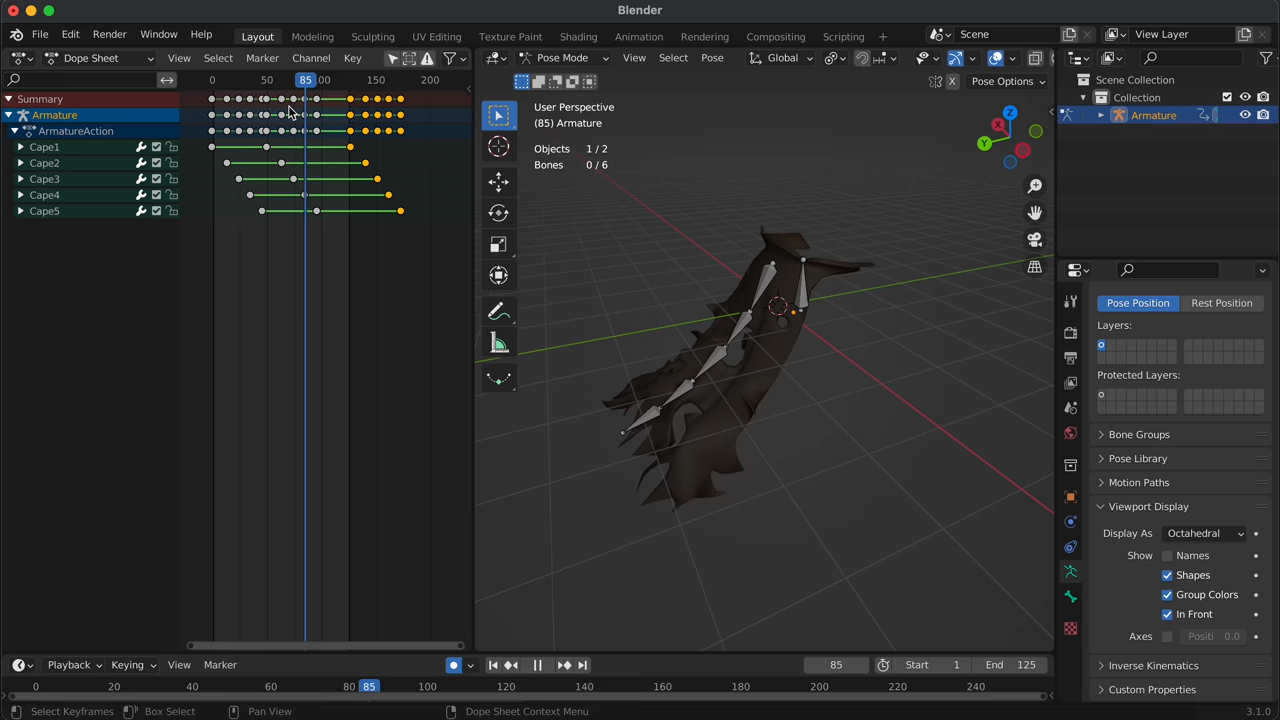 Blender
File Edit Render Window Help Layout Modeling Sculpting UV Editing Texture Paint Shading Animation Rendering Compositing Scripting Scene View Layer
Dope Sheet View Select Marker Channel Key Pose Mode View Select Pose Global
0 50 85 100 150 200 X Pose Options
Summary
Armature
ArmatureAction
Cape1
Cape2
Cape3
Cape4
Cape5
User Perspective
(85) Armature
Objects 1 / 2
Bones 0 / 6
X
Y
Z
Scene Collection
Collection
Armature
Pose Position Rest Position
Layers:
Protected Layers:
Bone Groups
Pose Library
Motion Paths
Viewport Display
Display As Octahedral
Show Names
Shapes
Group Colors
In Front
Axes Positi 0.0
Inverse Kinematics
Custom Properties
Playback Keying View Marker 85 Start 1 End 125
0 20 40 60 80 85 100 120 140 160 180 200 220 240
Select Keyframes Box Select Pan View Dope Sheet Context Menu 3.1.0